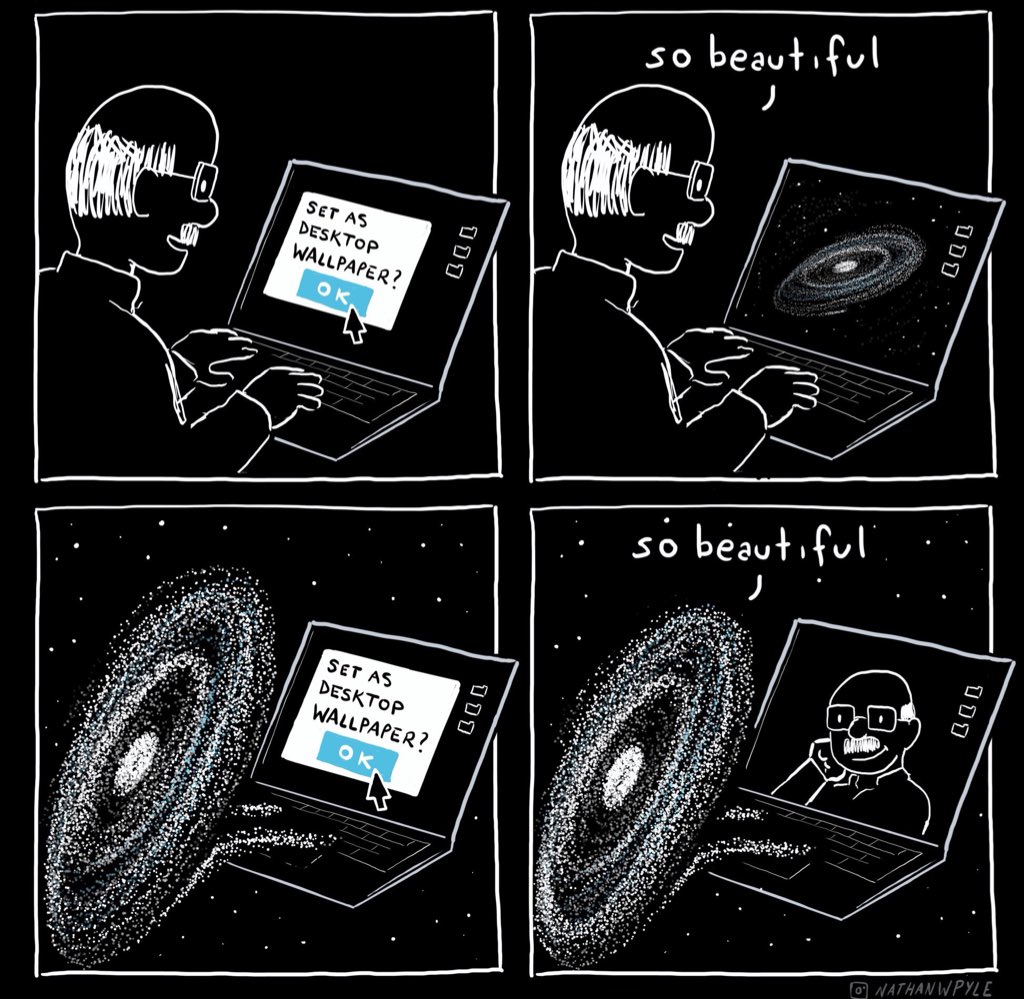 SET AS
DESKTOP
WALLPAPER?
OK
so beautiful
SET AS
DESKTOP
WALLPAPER?
OK
so beautiful
NATHANWPYLE